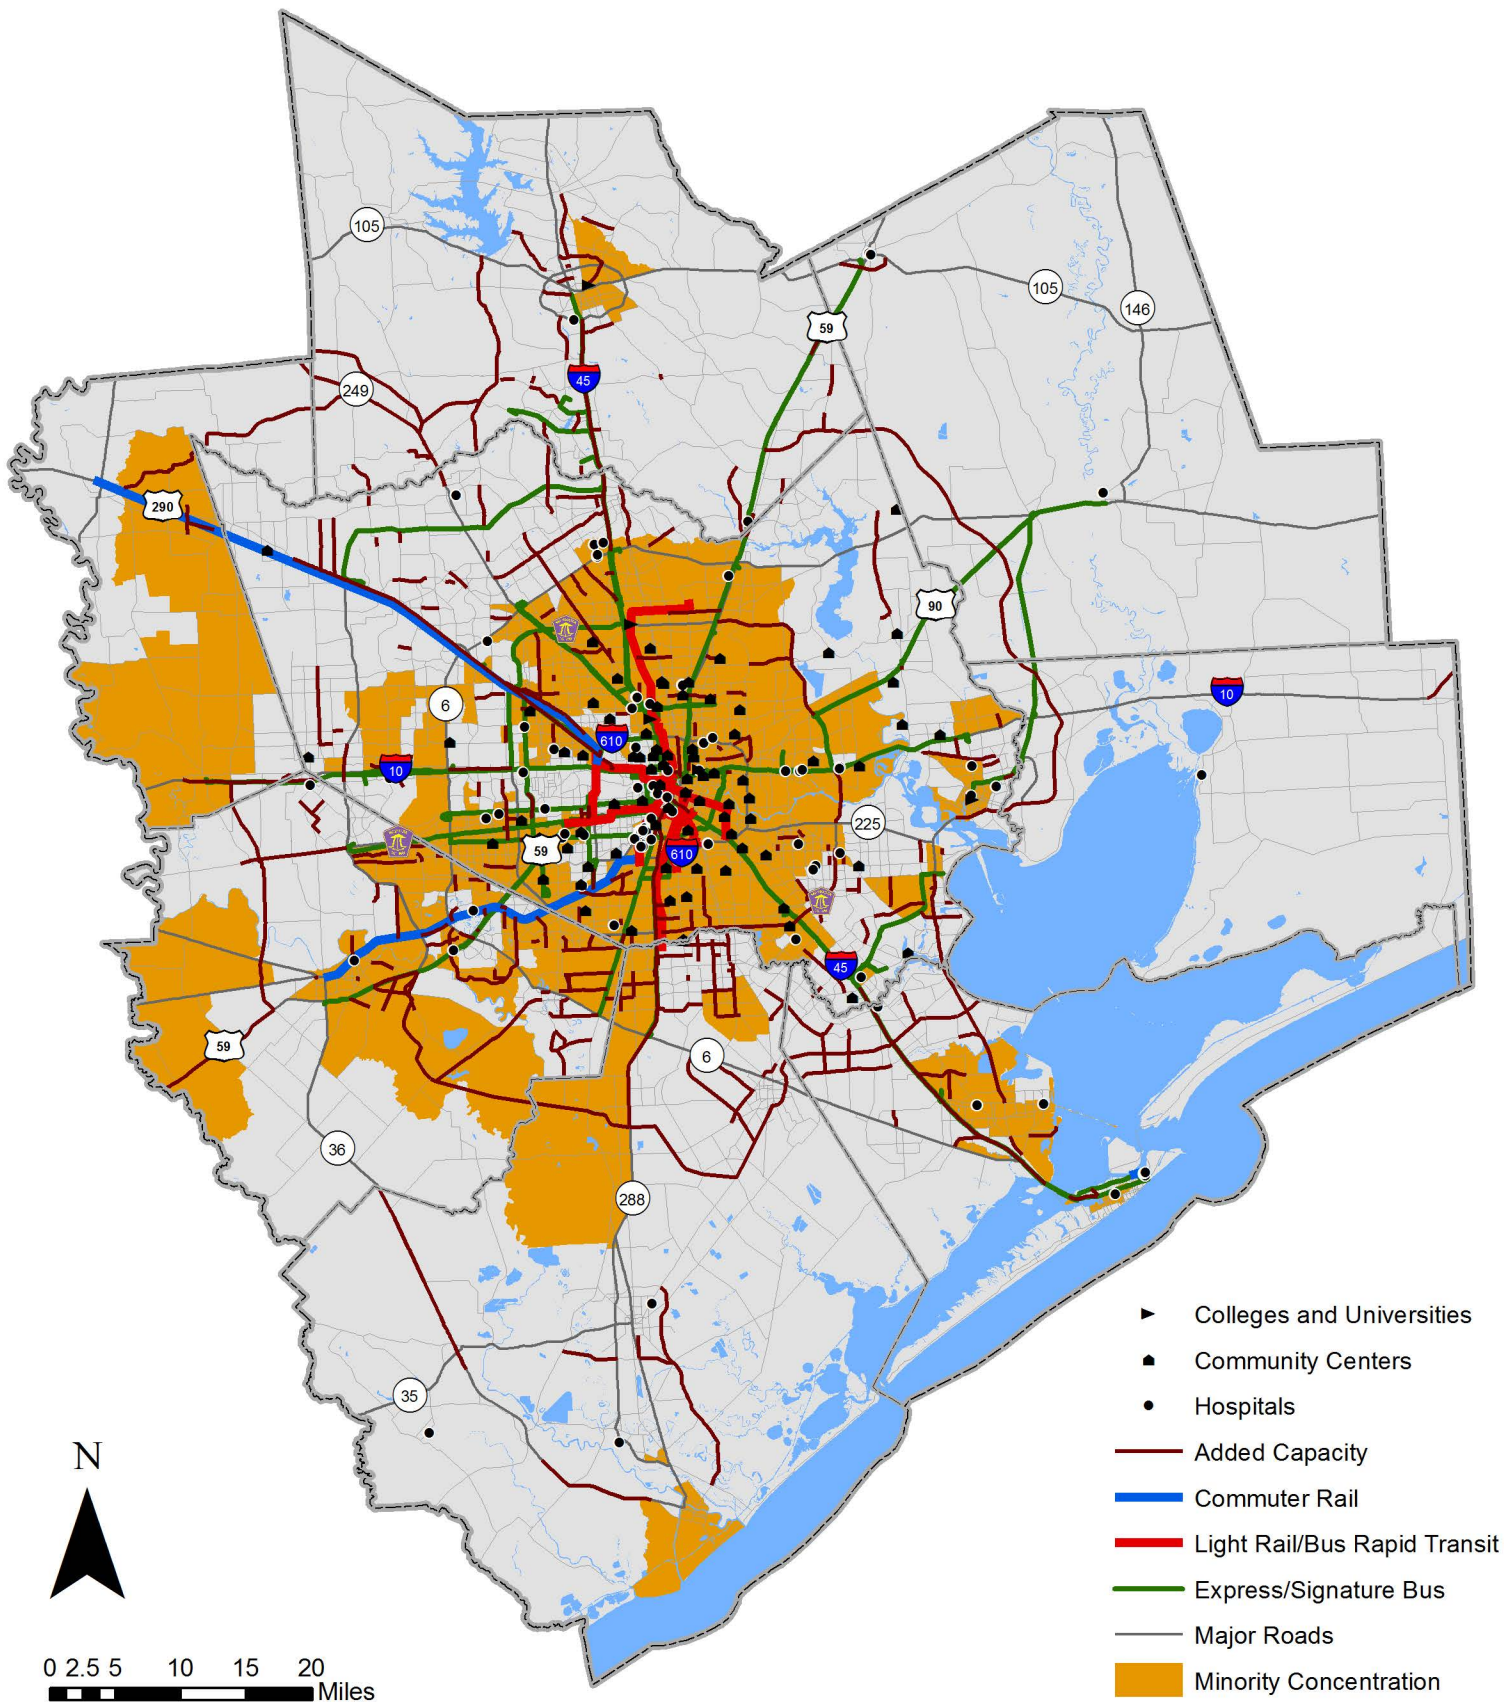 105
105
146
59
249
45
290
90
6
10
610
10
225
59
610
45
59
6
36
288
35
Colleges and Universities
Community Centers
Hospitals
Added Capacity
Commuter Rail
Light Rail/Bus Rapid Transit
Express/Signature Bus
Major Roads
Minority Concentration
N
0 2.5 5 10 15 20
Miles